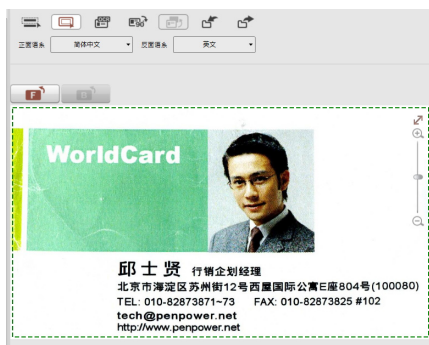 正面语系 简体中文 反面语系 英文
F B
WorldCard
邱士贤 行销企划经理
北京市海淀区苏州街12号西屋国际公寓E座804号(100080)
TEL: 010-82873871~73 FAX: 010-82873825 #102
tech@penpower.net
http://www.penpower.net